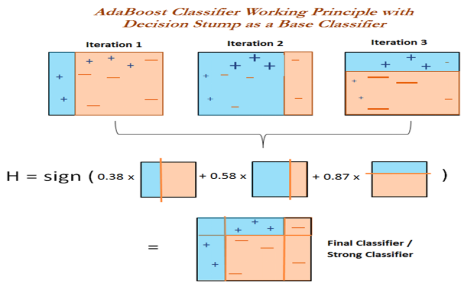 AdaBoost Classifier Working Principle with
Decision Stump as a Base Classifier
Iteration 1 Iteration 2 Iteration 3
H = sign ( 0.38 x + 0.58 x + 0.87 x )
=
Final Classifier /
Strong Classifier